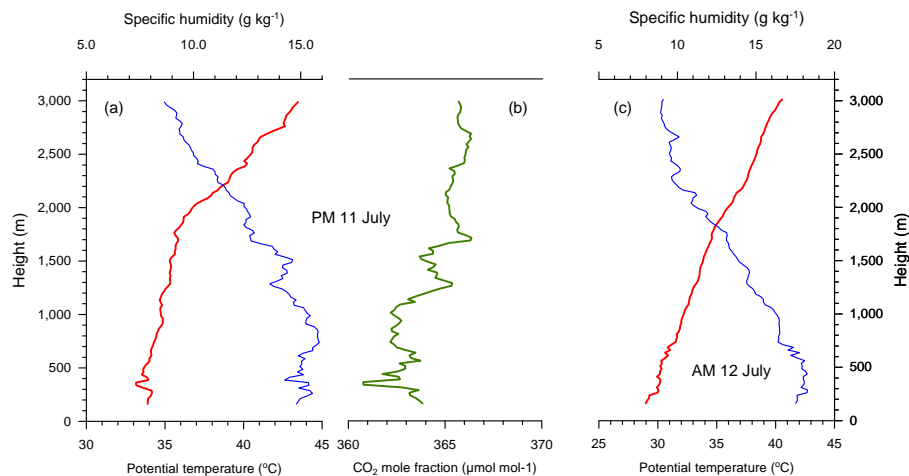 Specific humidity (g kg-1)
Specific humidity (g kg-1)
5.0 10.0 15.0
5 10 15 20
3,000 (a) (b) (c) 3,000
2,500 2,500
2,000 2,000
PM 11 July
1,500 1,500
1,000 1,000
500 AM 12 July 500
0 0
Height (m)
Height (m)
30 35 40 45 360 365 370 25 30 35 40 45
Potential temperature (oC) CO2 mole fraction (µmol mol-1) Potential temperature (oC)